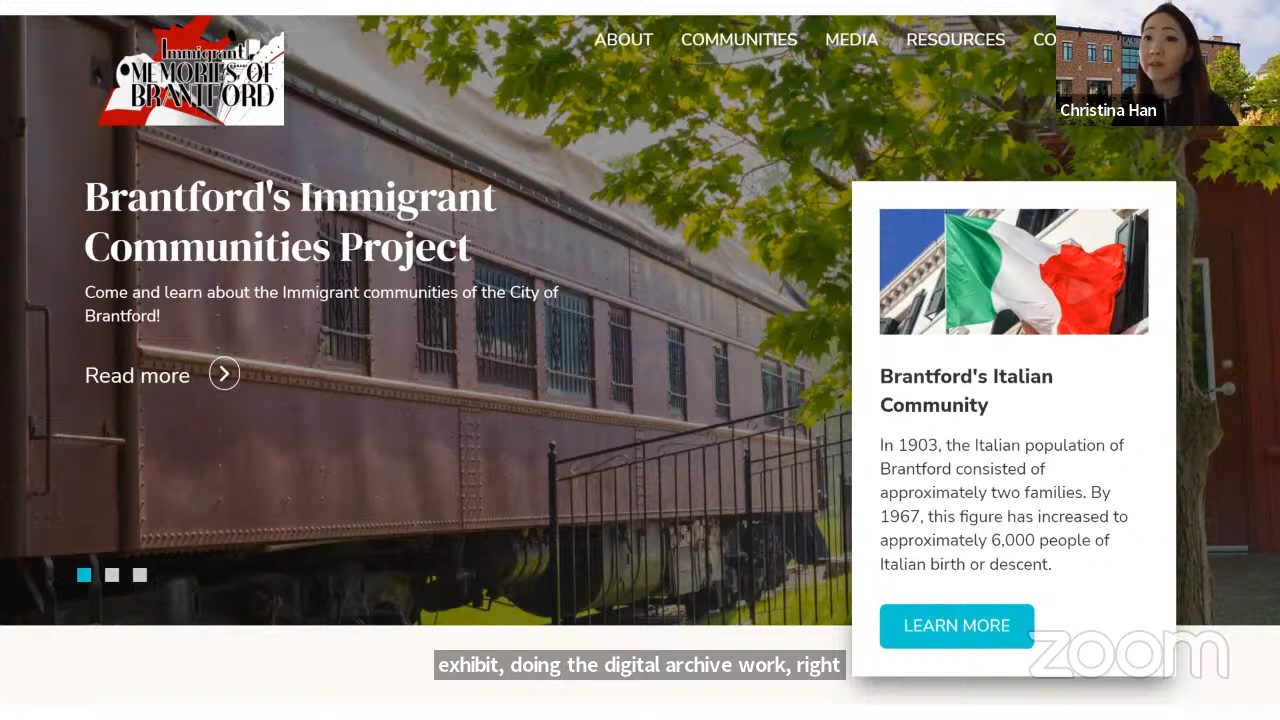 Immigrant
MEMORIES OF
BRANTFORD
ABOUT COMMUNITIES MEDIA RESOURCES CO
Christina Han
Brantford's Immigrant
Communities Project
Come and learn about the Immigrant communities of the City of
Brantford!
Read more
Brantford's Italian
Community
In 1903, the Italian population of
Brantford consisted of
approximately two families. By
1967, this figure has increased to
approximately 6,000 people of
Italian birth or descent.
LEARN MORE
zoom
exhibit, doing the digital archive work, right